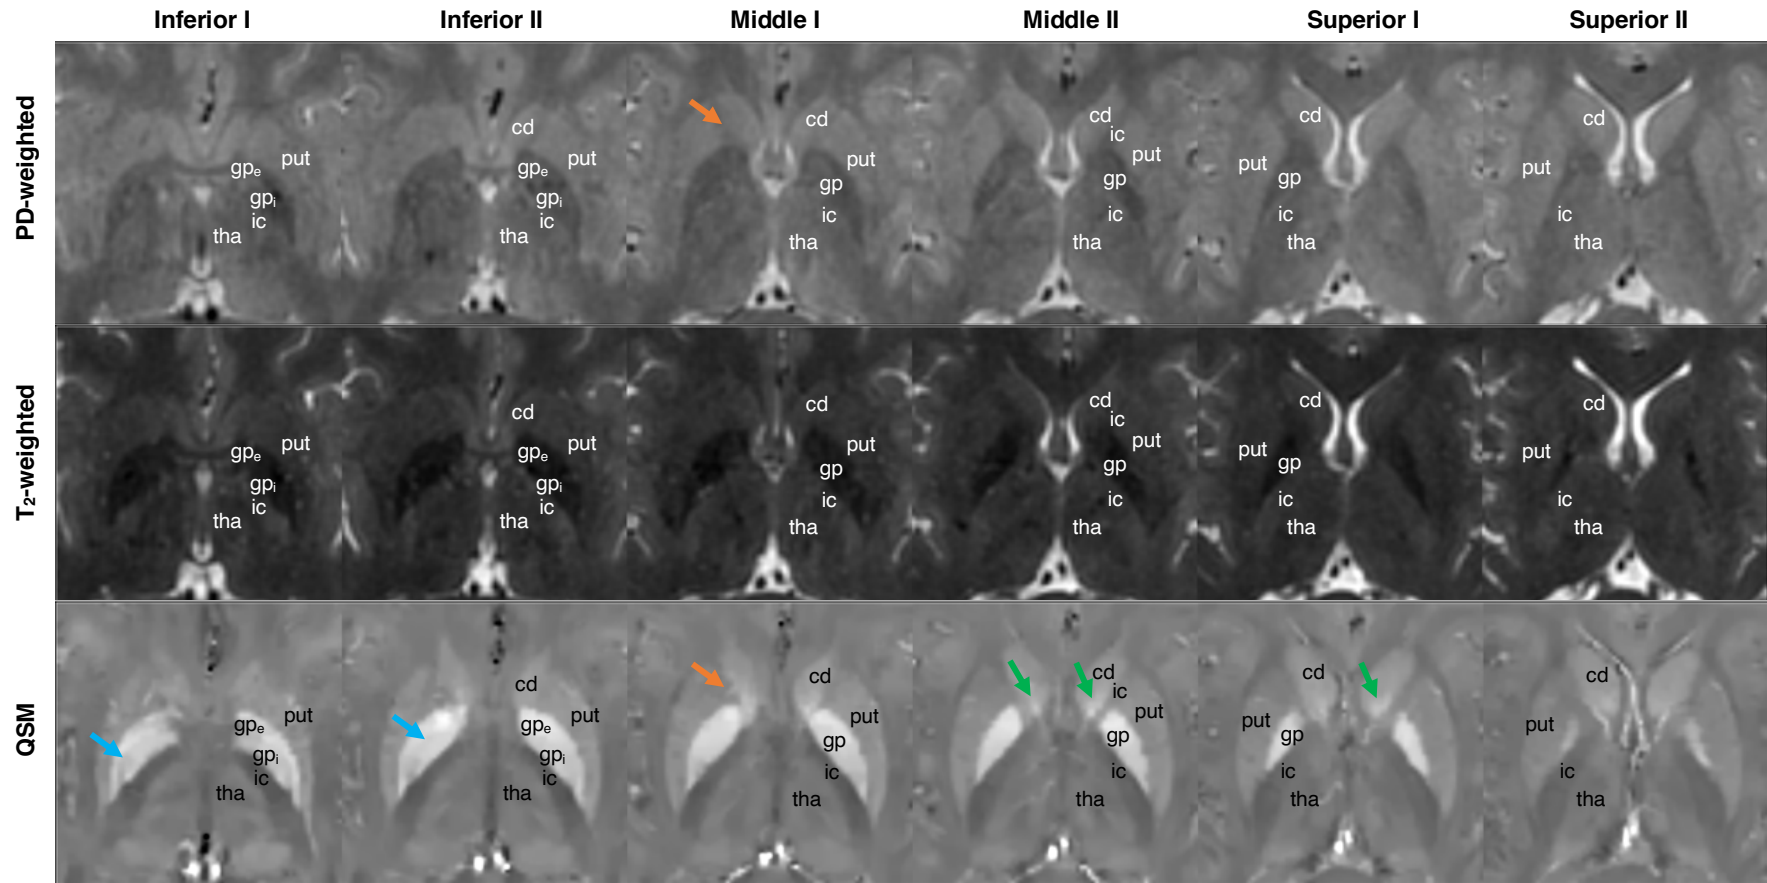 Inferior I Inferior II Middle I Middle II Superior I Superior II
PD-weighted
cd
gpe put
gpi
ic
tha
cd
gpe put
gpi
ic
tha
cd
put
gp
ic
tha
cd
ic
put
gp
ic
tha
cd
put
gp
ic
tha
cd
put
ic
tha
T2-weighted
gpe put
gpi
ic
tha
cd
gpe put
gpi
ic
tha
cd
put
gp
ic
tha
cd
ic
put
gp
ic
tha
cd
put
gp
ic
tha
cd
put
ic
tha
QSM
gpe put
gpi
ic
tha
cd
gpe put
gpi
ic
tha
cd
put
gp
ic
tha
cd
ic
put
gp
ic
tha
cd
put
gp
ic
tha
cd
put
ic
tha